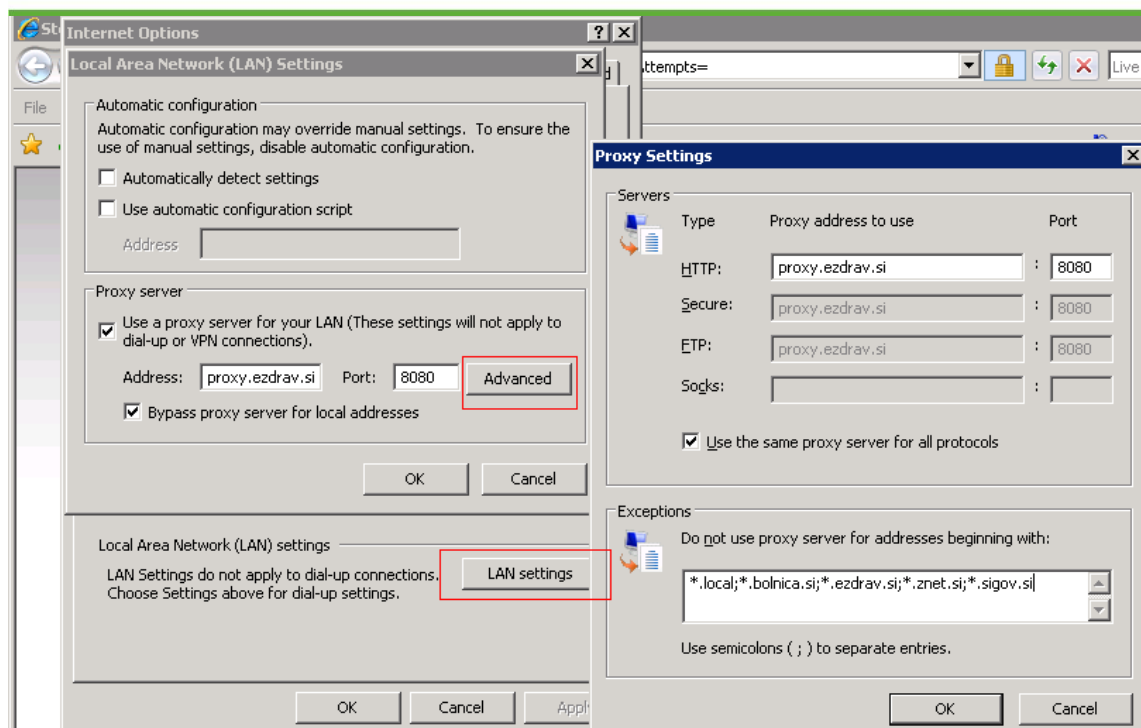 Internet Options
Local Area Network (LAN) Settings
ttempts=
Live
File
Automatic configuration
Automatic configuration may override manual settings. To ensure the
use of manual settings, disable automatic configuration.
Automatically detect settings
Use automatic configuration script
Address
Proxy server
Use a proxy server for your LAN (These settings will not apply to
dial-up or VPN connections).
Address: proxy.ezdrav.si Port: 8080 Advanced
Bypass proxy server for local addresses
OK Cancel
Local Area Network (LAN) settings
LAN Settings do not apply to dial-up connections.
Choose Settings above for dial-up settings.
LAN settings
OK Cancel Appl
Proxy Settings
Servers
Type Proxy address to use Port
HTTP: proxy.ezdrav.si : 8080
Secure: proxy.ezdrav.si : 8080
FTP: proxy.ezdrav.si : 8080
Socks: :
Use the same proxy server for all protocols
Exceptions
Do not use proxy server for addresses beginning with:
*.local;*.bolnica.si;*.ezdrav.si;*.znet.si;*.sigov.si
Use semicolons ( ; ) to separate entries.
OK Cancel